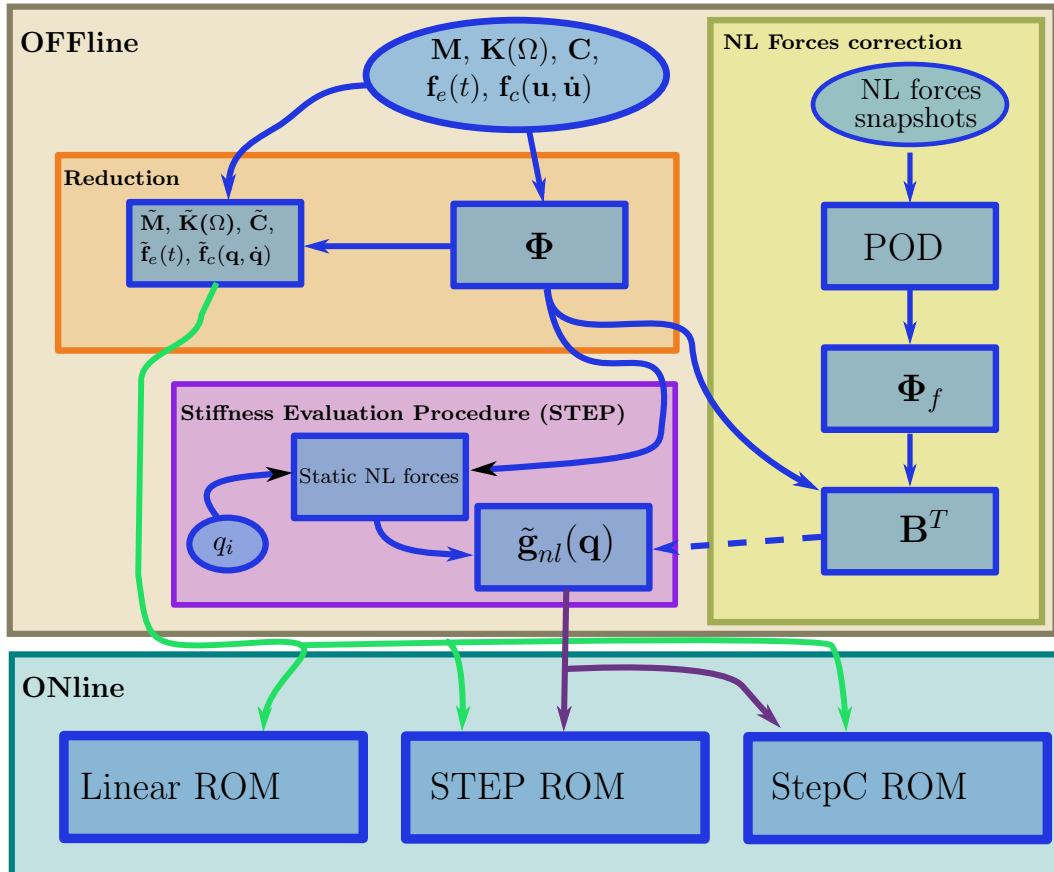 OFFline
M, K(Ω), C,
f_e(t), f_c(u, u̇)
NL Forces correction
NL forces
snapshots
Reduction
M̃, K̃(Ω), C̃,
f̃_e(t), f̃_c(q, q̇)
Φ
POD
Φ_f
Stiffness Evaluation Procedure (STEP)
Static NL forces
q_i
g̃_{nl}(q)
B^T
ONline
Linear ROM
STEP ROM
StepC ROM